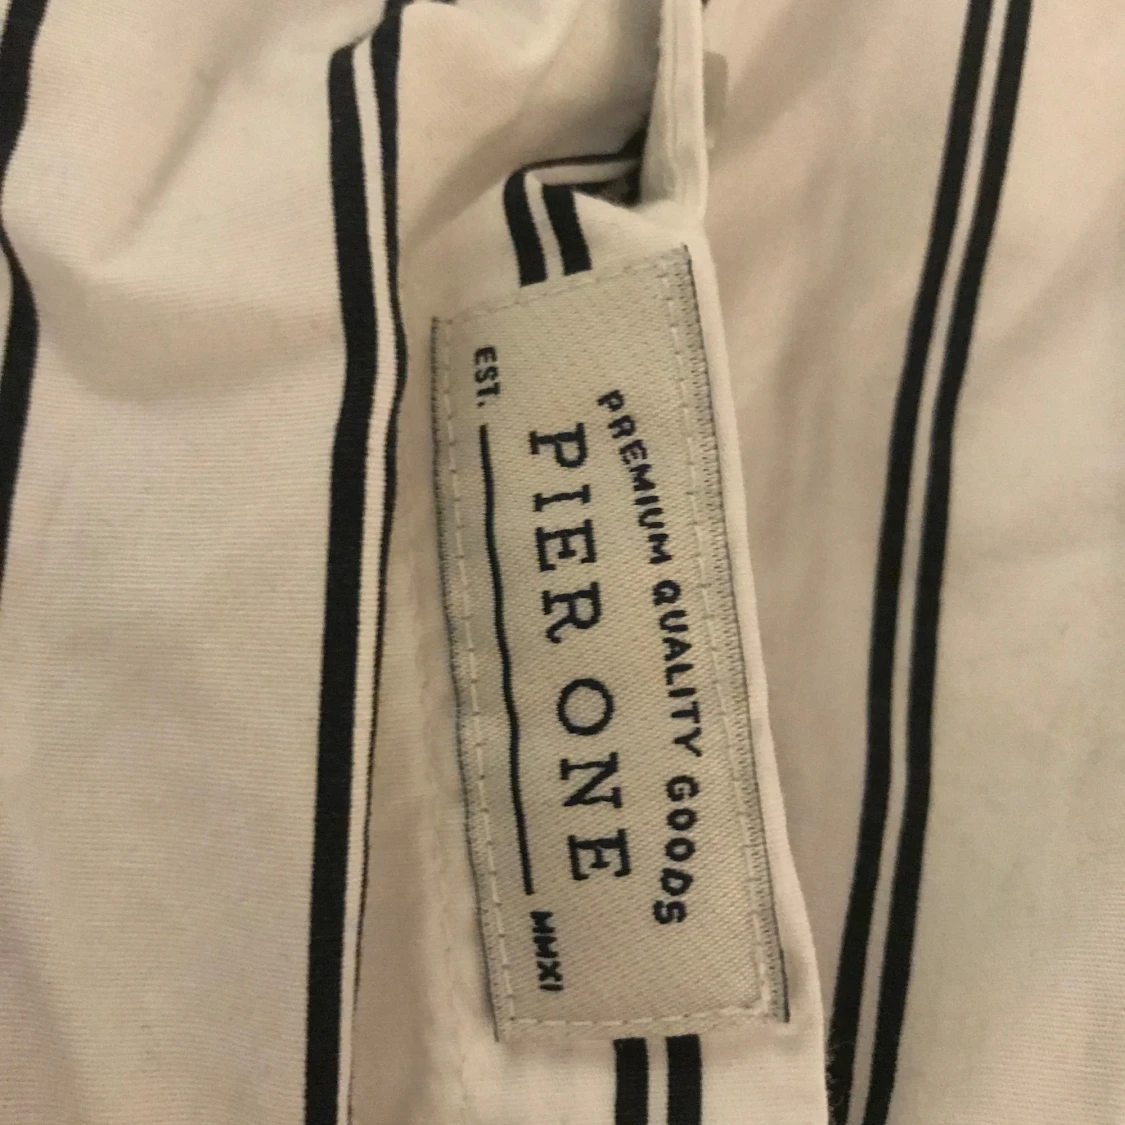 PREMIUM QUALITY GOODS
PIER ONE
EST. MMXI